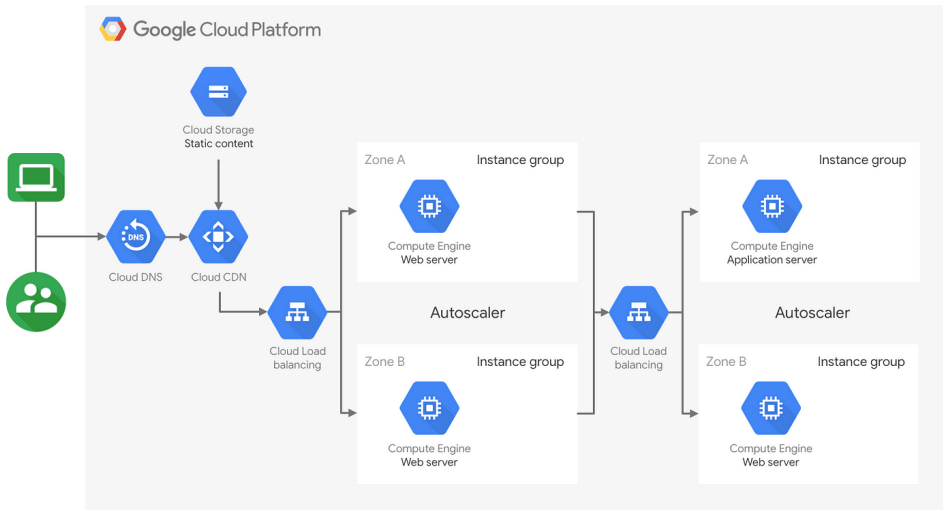 Google Cloud Platform
Cloud Storage
Static content
DNS
Cloud DNS
Cloud CDN
Cloud Load
balancing
Zone A Instance group
Compute Engine
Web server
Autoscaler
Zone B Instance group
Compute Engine
Web server
Cloud Load
balancing
Zone A Instance group
Compute Engine
Application server
Autoscaler
Zone B Instance group
Compute Engine
Web server